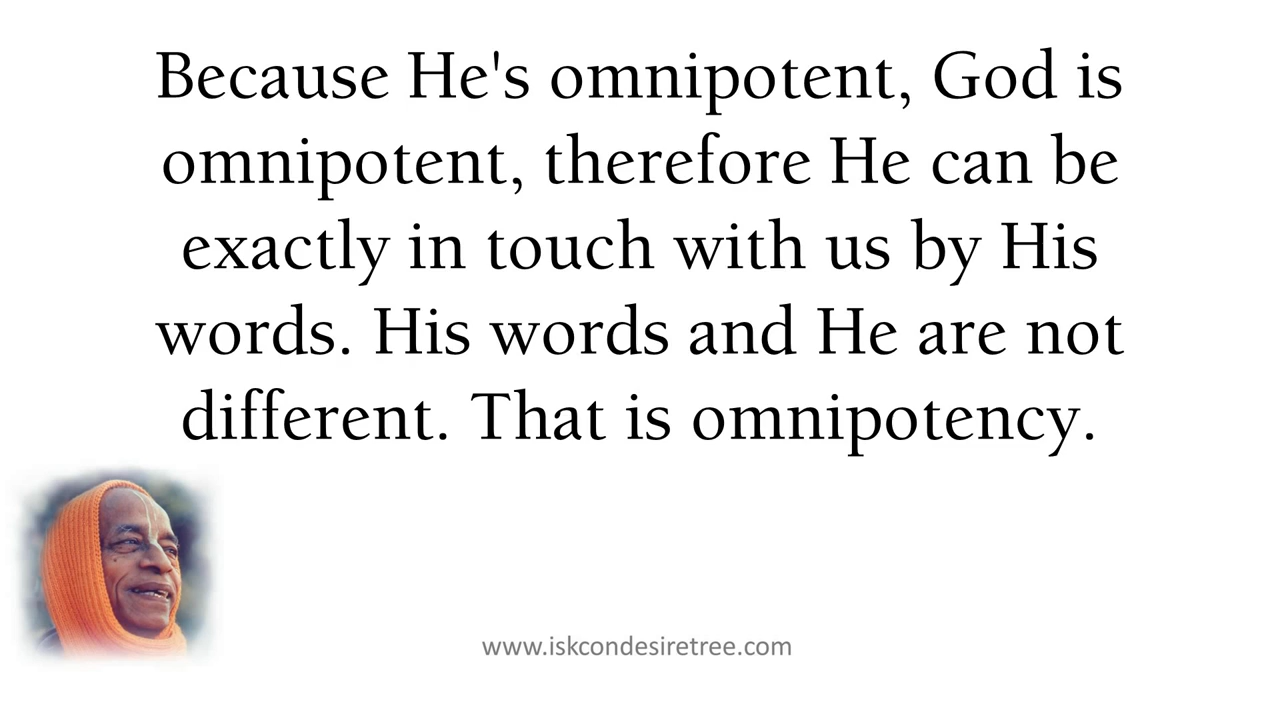 Because He's omnipotent, God is
omnipotent, therefore He can be
exactly in touch with us by His
words. His words and He are not
different. That is omnipotency.
www.iskcondesiretree.com